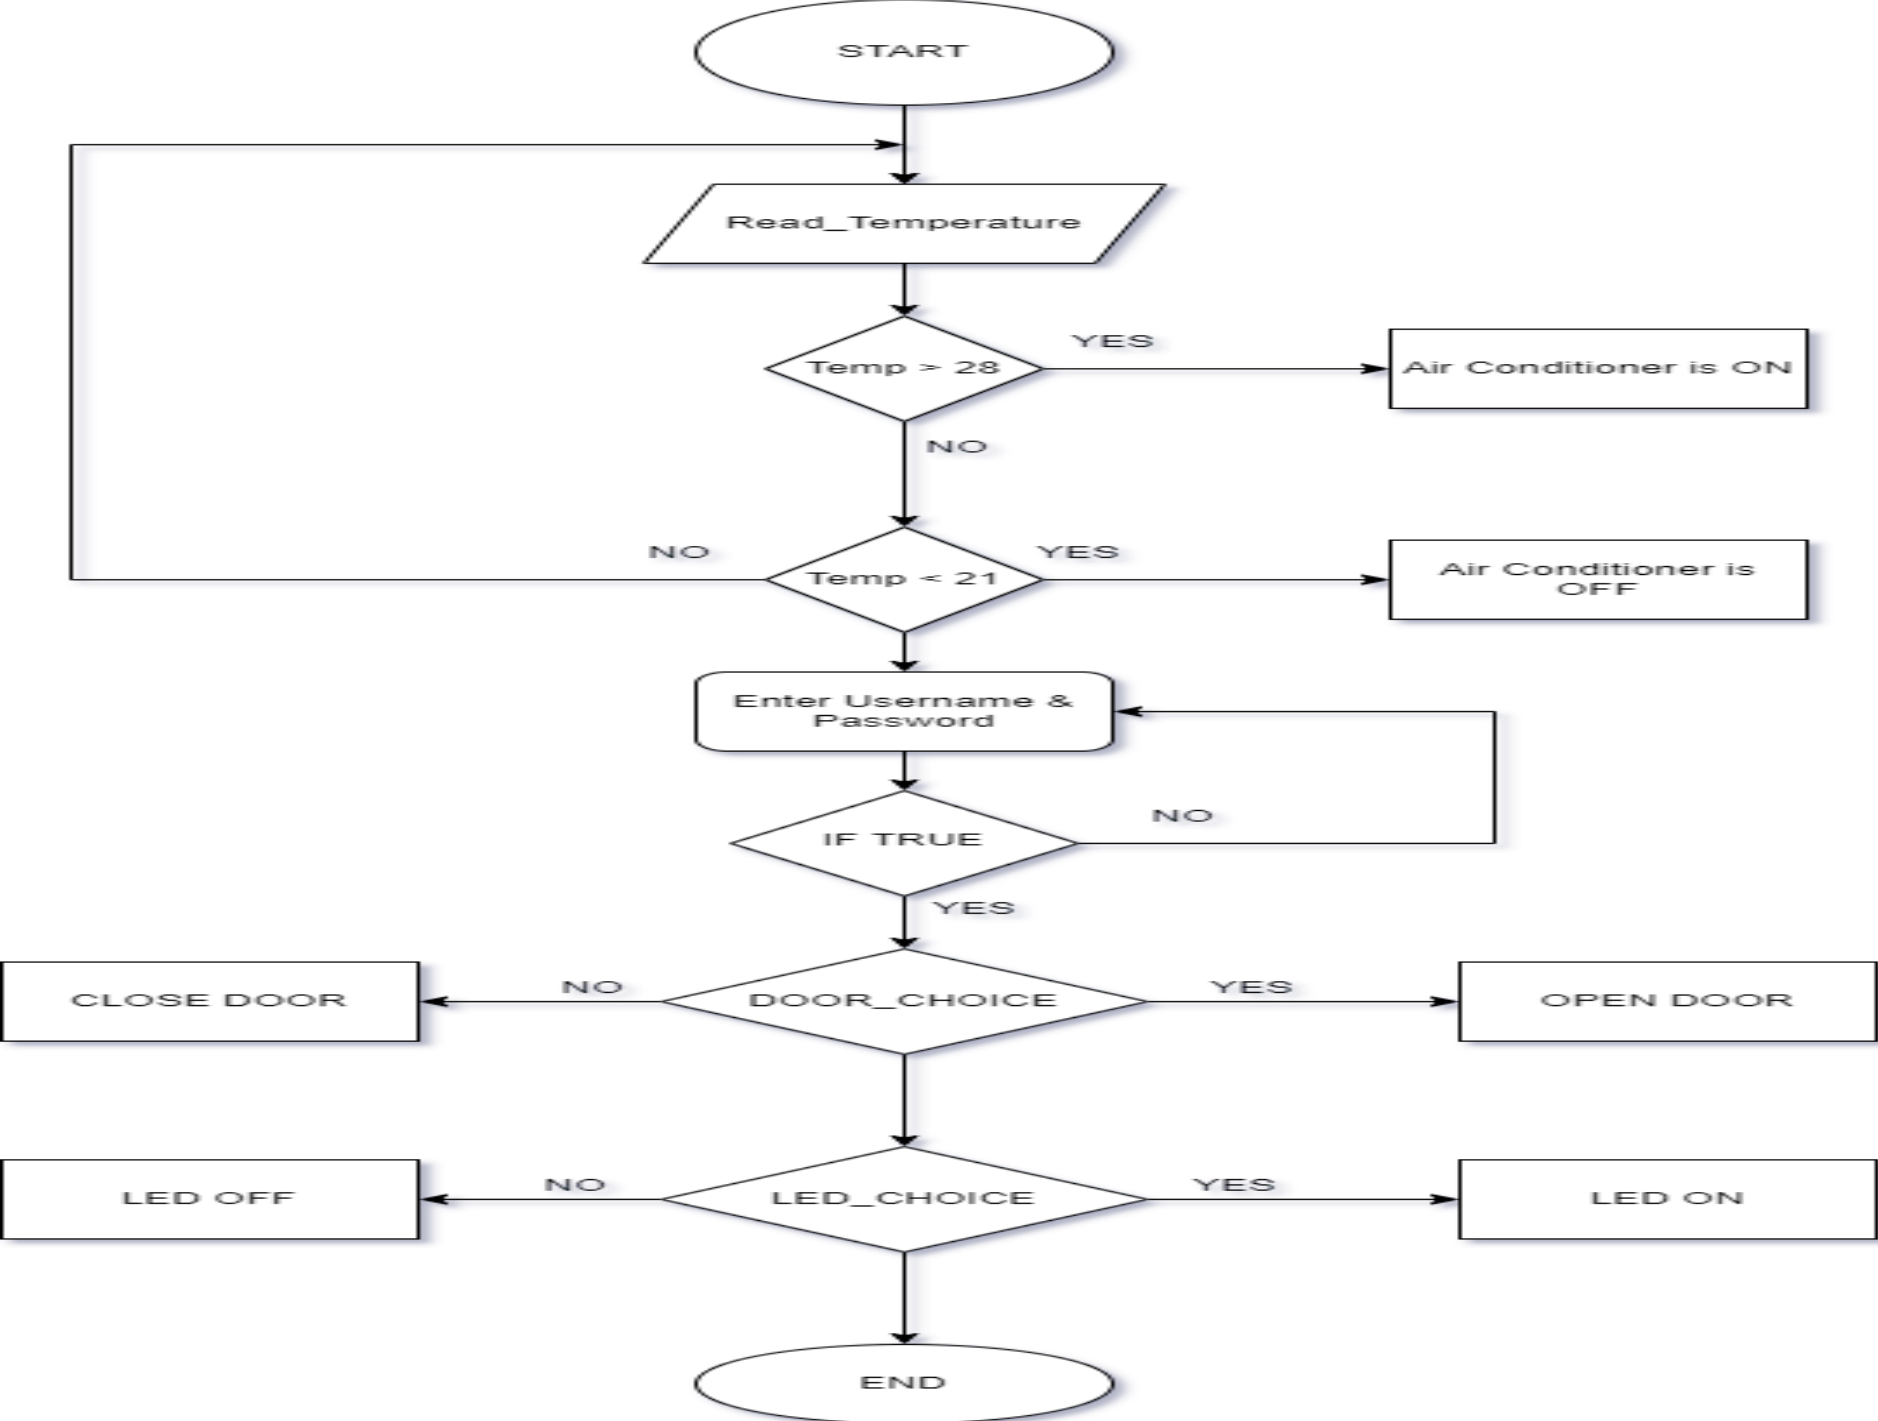 START
Read_Temperature
YES
Temp > 28
Air Conditioner is ON
NO
NO
YES
Temp < 21
Air Conditioner is
OFF
Enter Username &
Password
NO
IF TRUE
YES
NO
YES
CLOSE DOOR
DOOR_CHOICE
OPEN DOOR
NO
YES
LED OFF
LED_CHOICE
LED ON
END